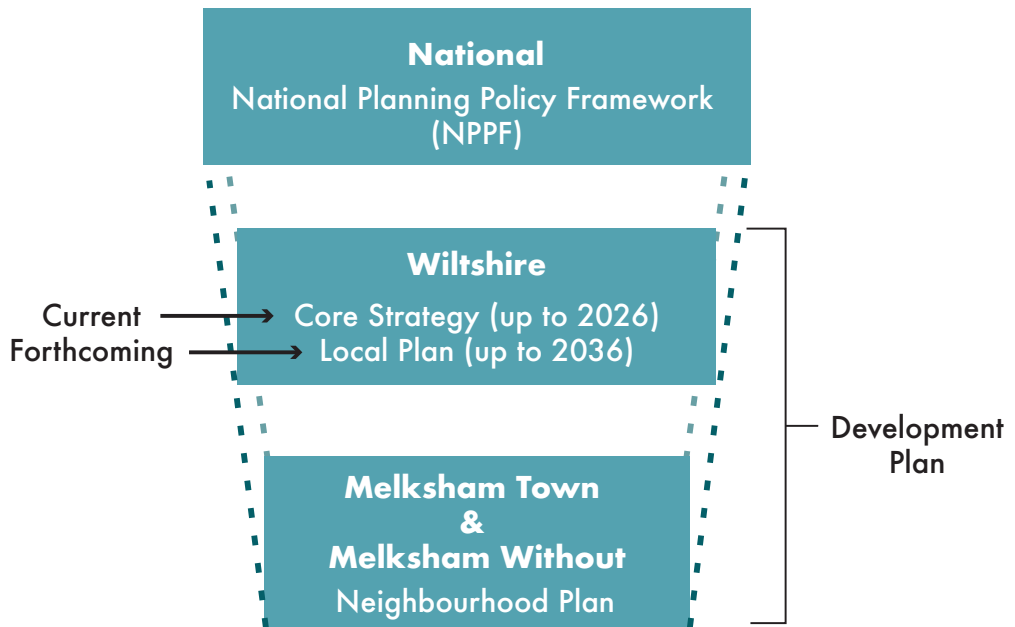 National
National Planning Policy Framework
(NPPF)
Wiltshire
Current
Core Strategy (up to 2026)
Forthcoming
Local Plan (up to 2036)
Development
Plan
Melksham Town
&
Melksham Without
Neighbourhood Plan